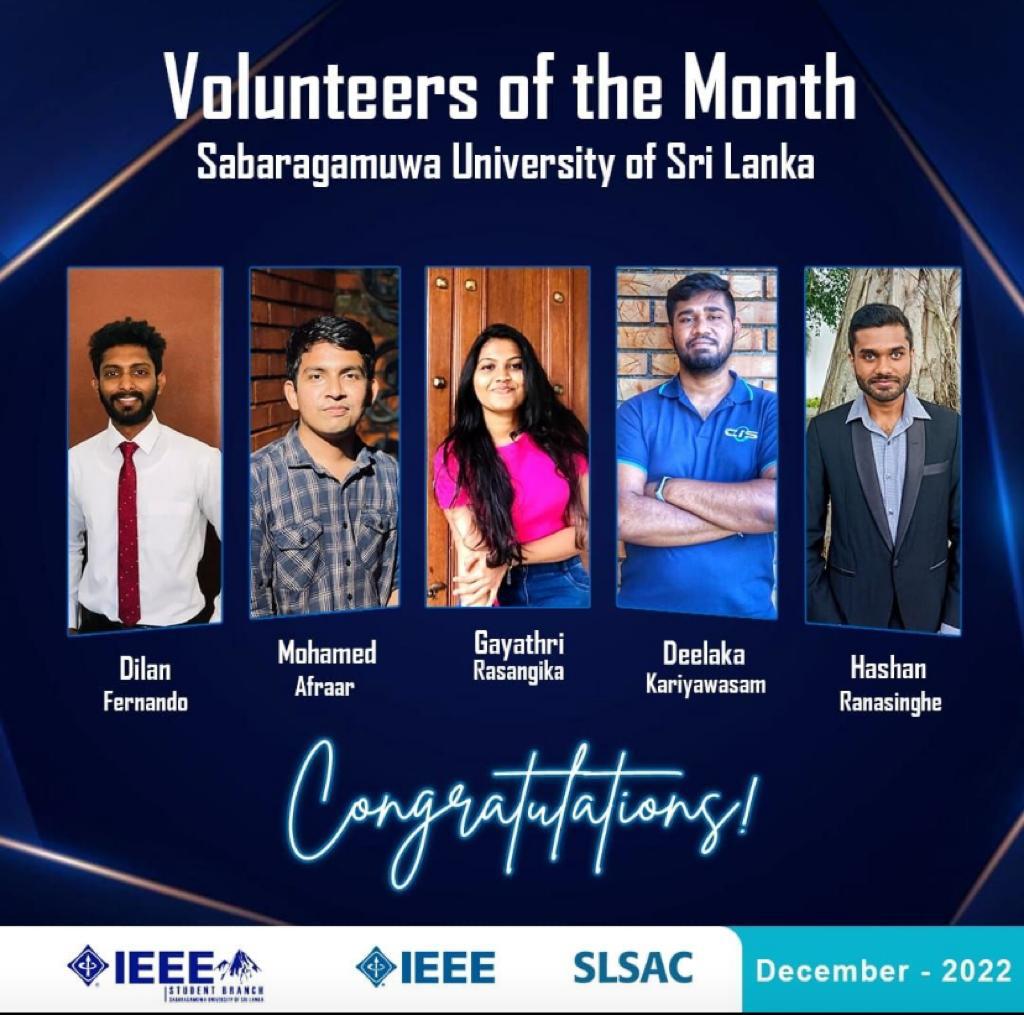 Volunteers of the Month
Sabaragamuwa University of Sri Lanka
CIS
Dilan
Fernando
Mohamed
Afraar
Gayathri
Rasangika
Deelaka
Kariyawasam
Hashan
Ranasinghe
Congratulations!
IEEE
STUDENT BRANCH
SABARAGAMUWA UNIVERSITY OF SRI LANKA
IEEE
SLSAC
December - 2022